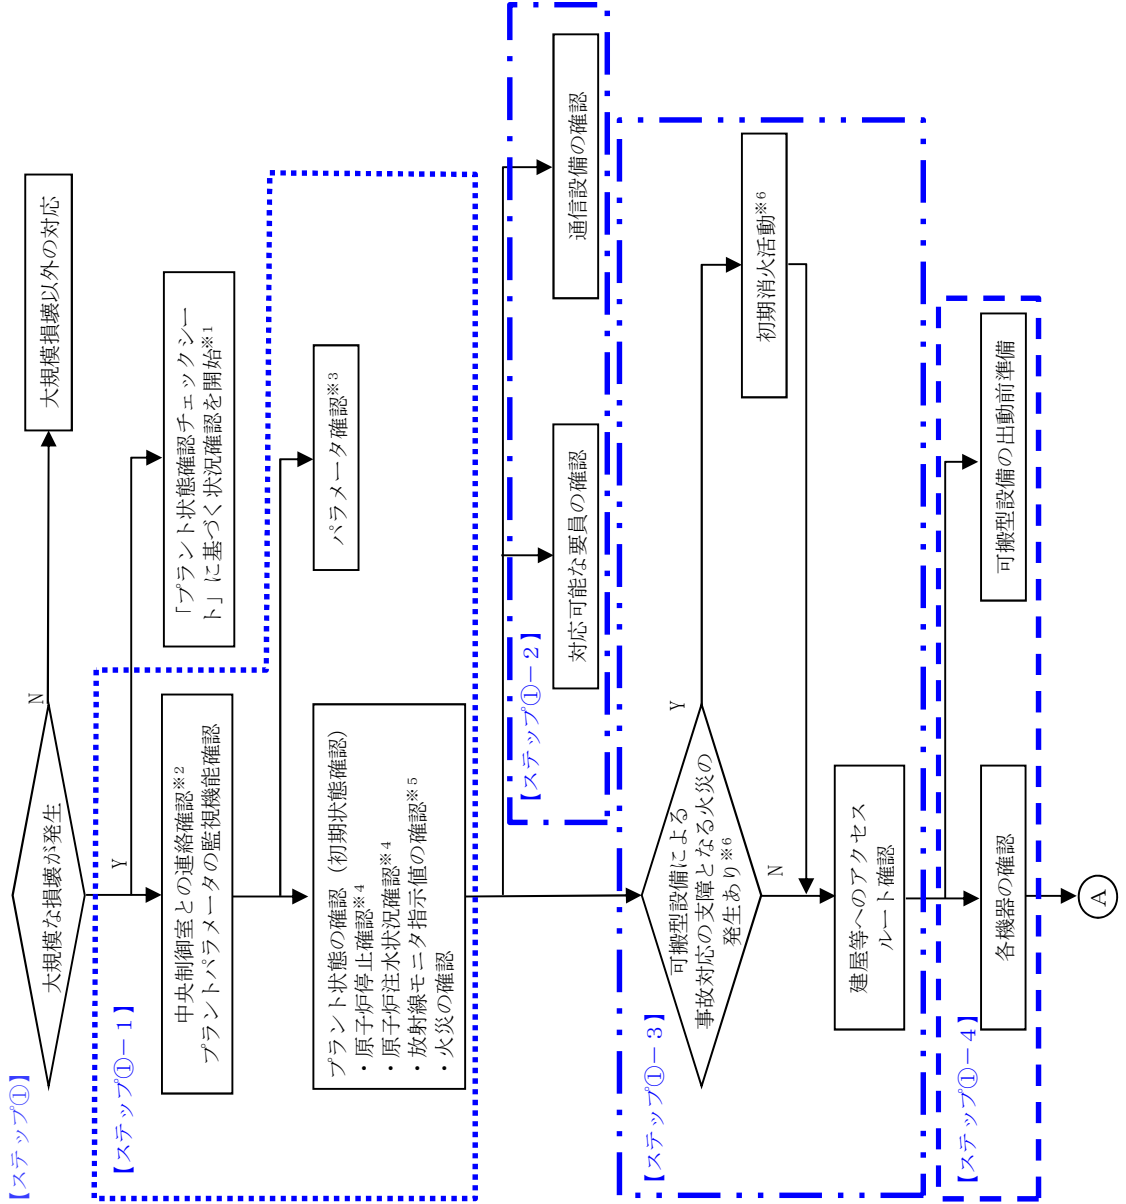 【ステップ①】
大規模な損壊が発生
N
大規模損壊以外の対応
Y
【ステップ①－1】
中央制御室との連絡確認※2
プラントパラメータの監視機能確認
「プラント状態確認チェックシー
ト」に基づく状況確認を開始※1
プラント状態の確認（初期状態確認）
・原子炉停止確認※4
・原子炉注水状況確認※4
・放射線モニタ指示値の確認※5
・火災の確認
パラメータ確認※3
【ステップ①－2】
対応可能な要員の確認
通信設備の確認
【ステップ①－3】
可搬型設備による
事故対応の支障となる火災の
発生あり※6
Y
初期消火活動※6
N
建屋等へのアクセス
ルート確認
【ステップ①－4】
各機器の確認
可搬型設備の出動前準備
A